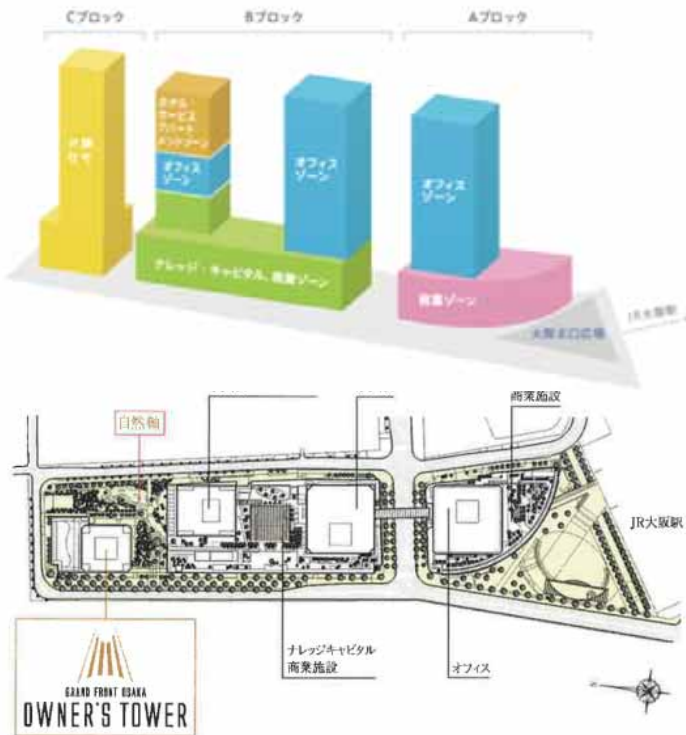 Cブロック
Bブロック
Aブロック
ホテル・
サービス
アパート
メントゾーン
オフィス
ゾーン
オフィス
ゾーン
オフィス
ゾーン
ナレッジ・キャピタル、商業ゾーン
商業ゾーン
大阪北口広場
JR大阪駅
自然軸
商業施設
JR大阪駅
ナレッジキャピタル
商業施設
オフィス
GRAND FRONT OSAKA
OWNER'S TOWER